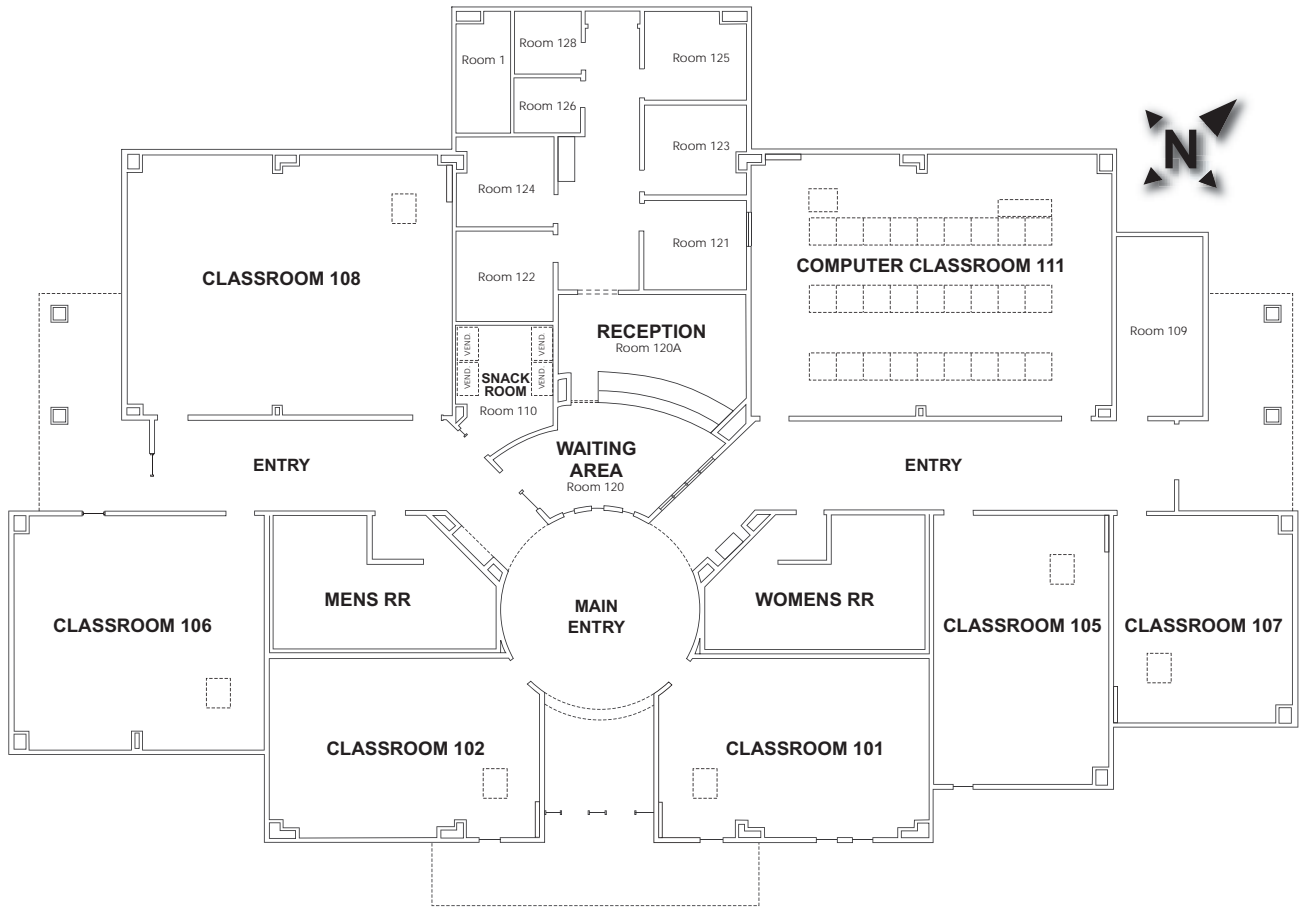 Room 1
Room 128
Room 125
Room 126
Room 123
N
Room 124
Room 121
Room 122
CLASSROOM 108
COMPUTER CLASSROOM 111
RECEPTION
Room 120A
Room 109
VEND.
VEND.
VEND.
VEND.
SNACK
ROOM
Room 110
WAITING
AREA
Room 120
ENTRY
ENTRY
MENS RR
WOMENS RR
MAIN
ENTRY
CLASSROOM 106
CLASSROOM 105
CLASSROOM 107
CLASSROOM 102
CLASSROOM 101